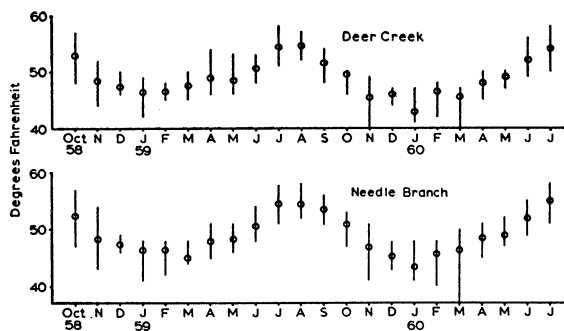 Degrees Fahrenheit
Deer Creek
60
50
40
Oct N D J F M A M J J A S O N D J F M A M J J
58 59 60
Needle Branch
60
50
40
Oct. N D J F M A M J J A S O N D J F M A M J J
58 59 60